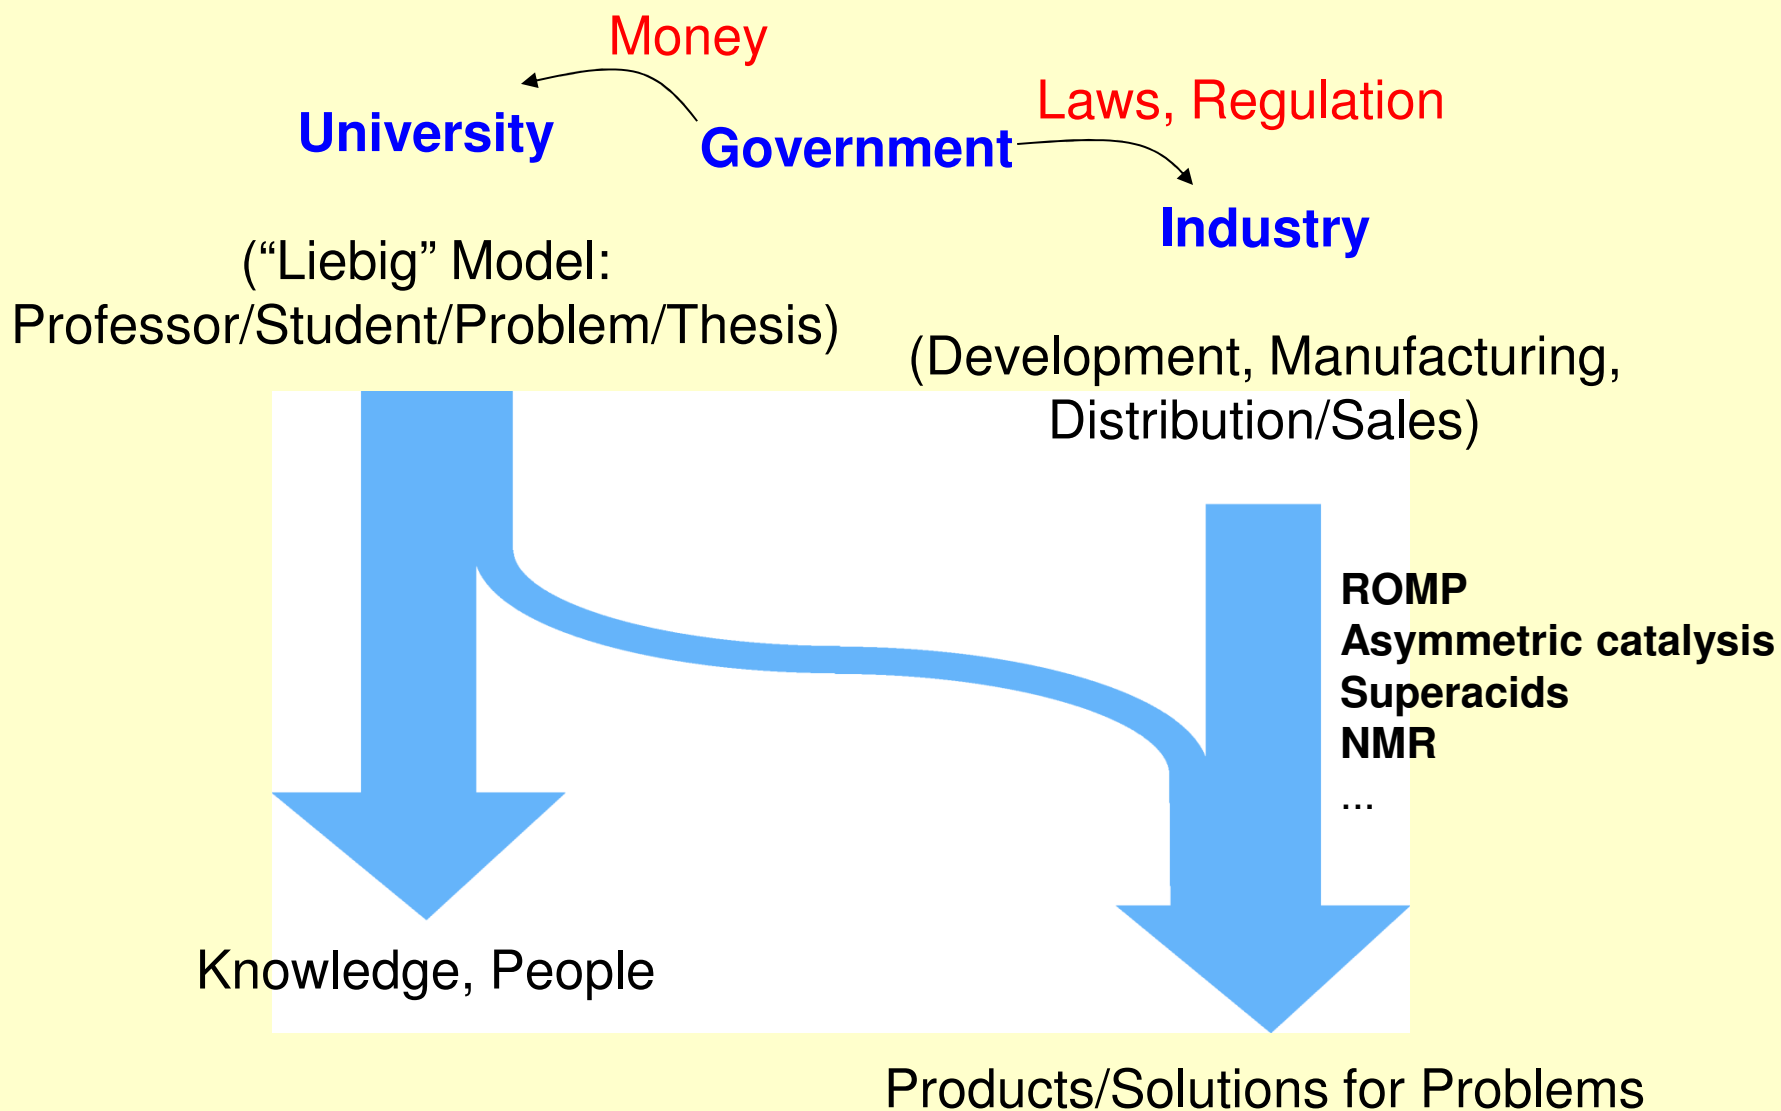 Money
Laws, Regulation
University
Government
Industry
(“Liebig” Model:
Professor/Student/Problem/Thesis)
(Development, Manufacturing,
Distribution/Sales)
ROMP
Asymmetric catalysis
Superacids
NMR
...
Knowledge, People
Products/Solutions for Problems